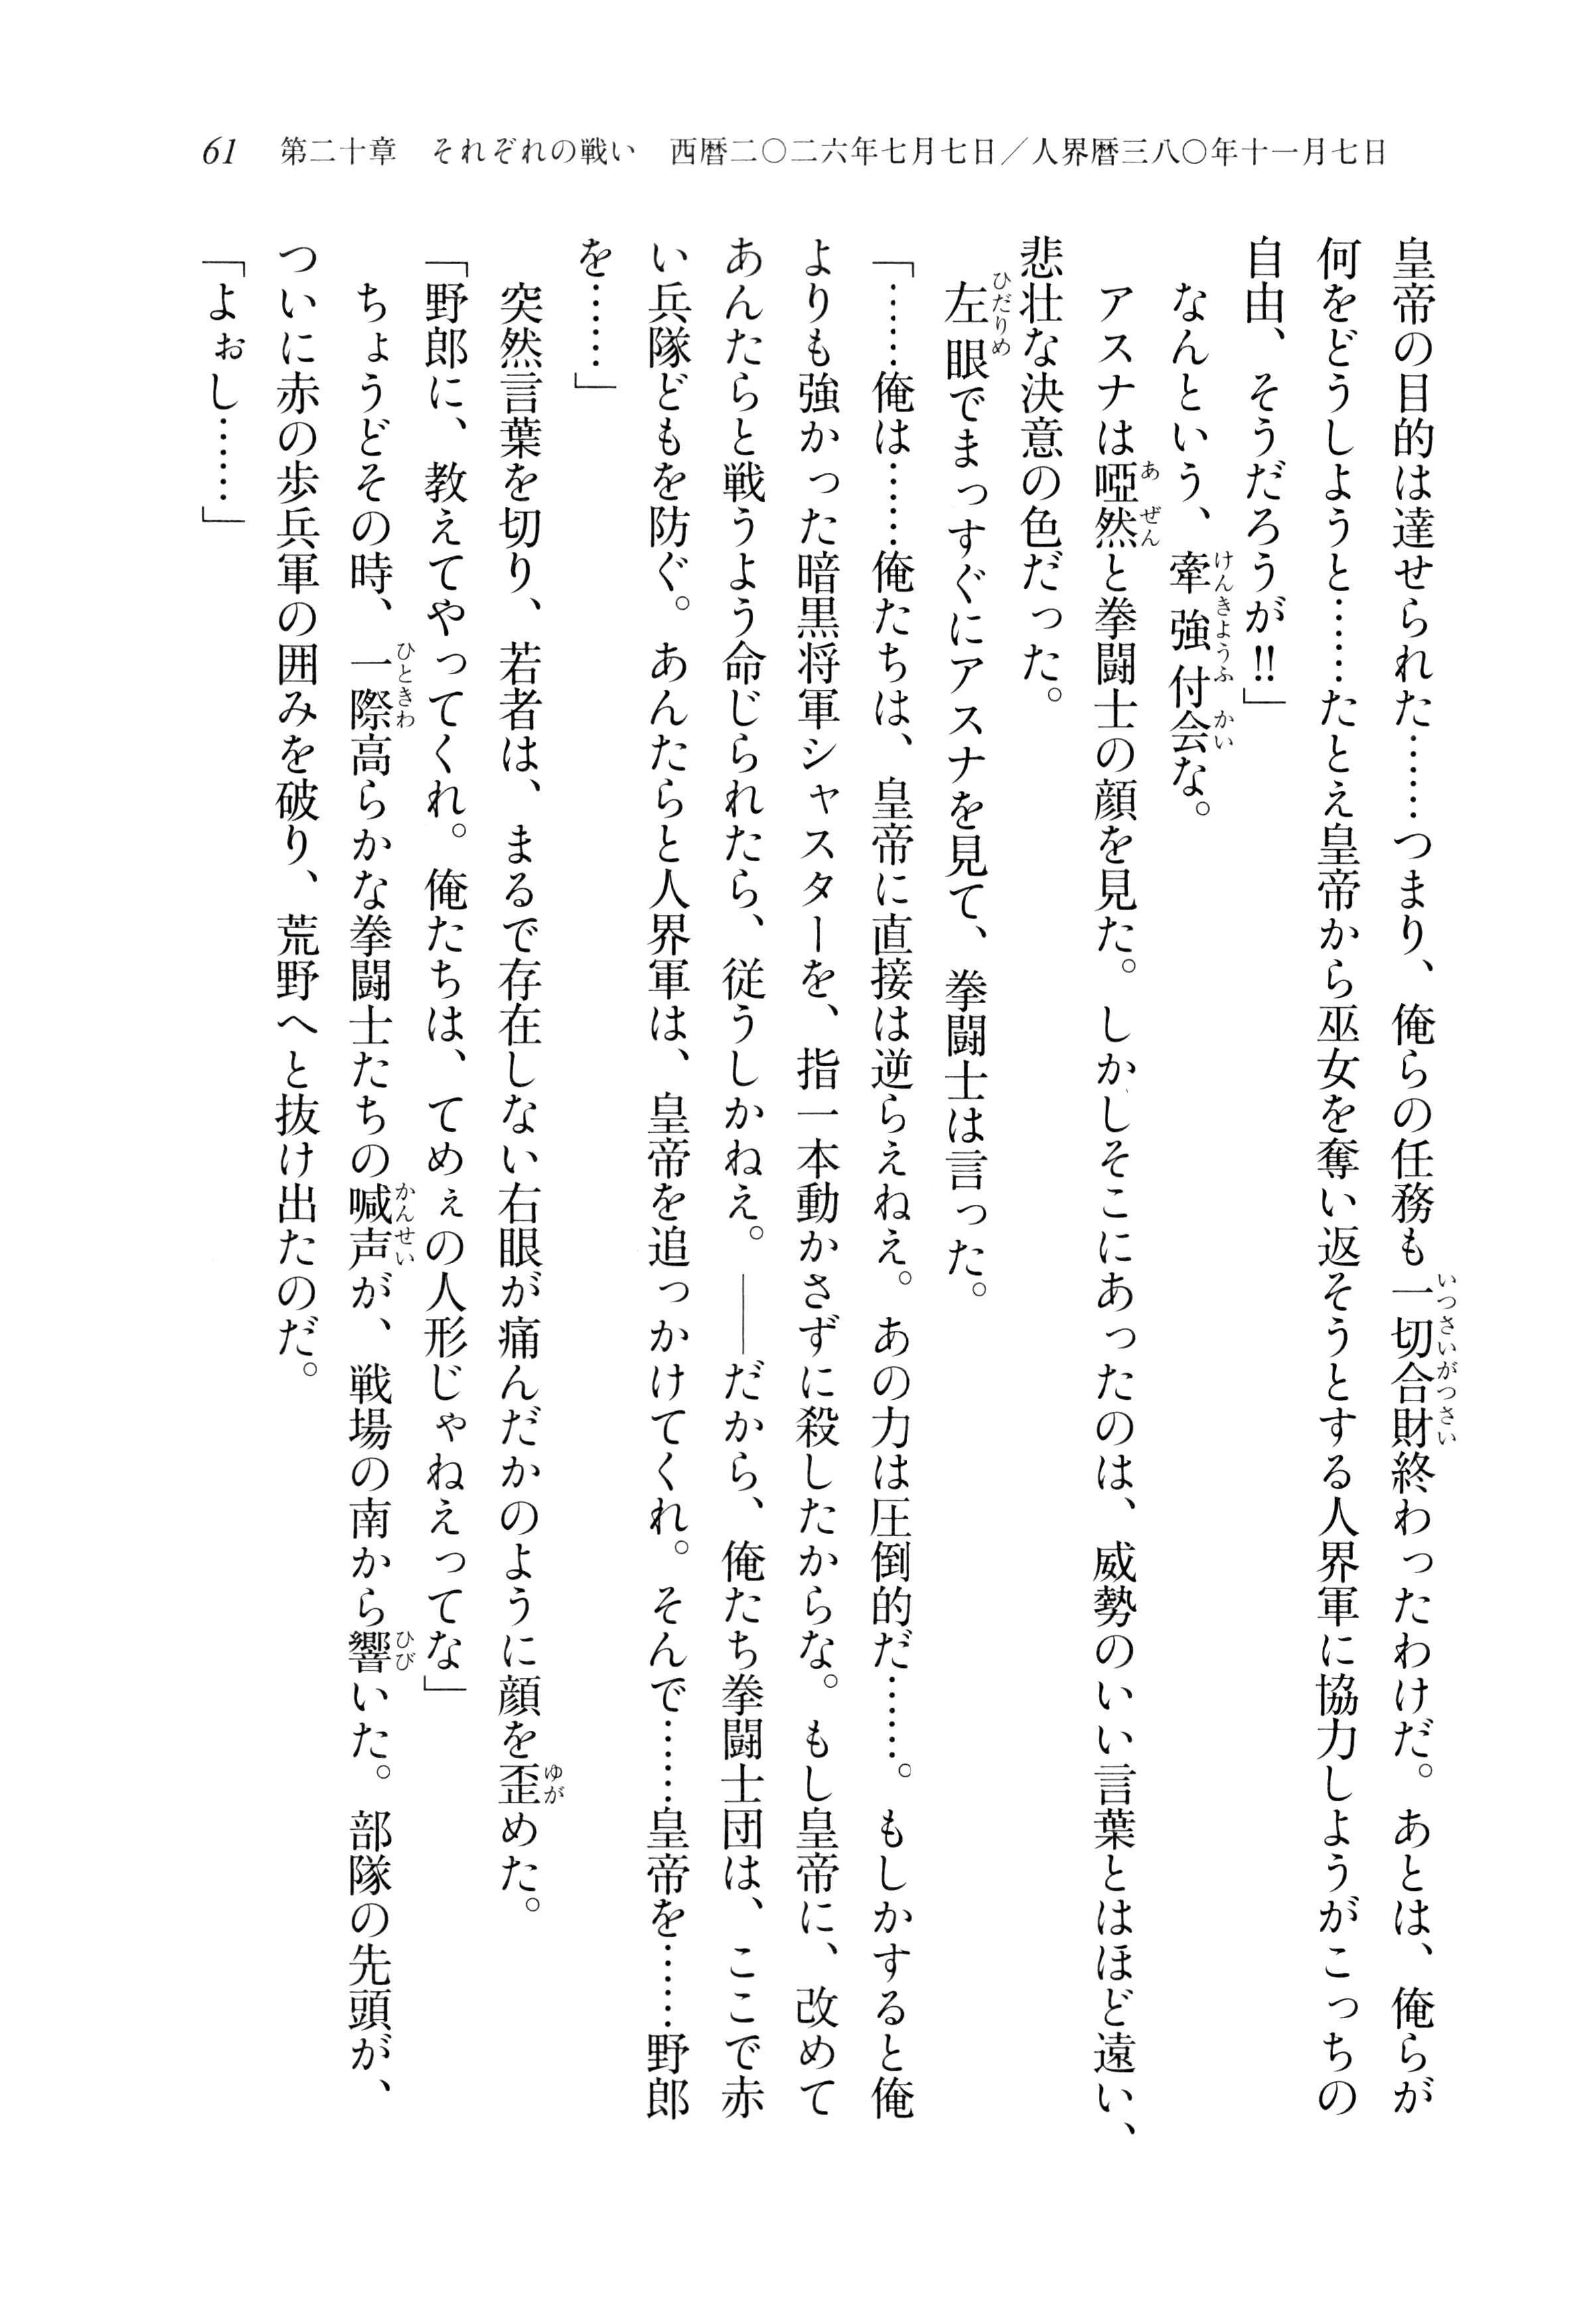 61 第二十章 それぞれの戦い 西暦二〇二六年七月七日／人界暦三八〇年十一月七日
皇帝の目的は達せられた……つまり、俺らの任務も一切合財終わったわけだ。あとは、俺らが
何をどうしようと……たとえ皇帝から巫女を奪い返そうとする人界軍に協力しようがこっちの
自由、そうだろうが!!」
なんという、牽強付会な。
アスナは啞然と拳闘士の顔を見た。しかしそこにあったのは、威勢のいい言葉とはほど遠い、
悲壮な決意の色だった。
左眼でまっすぐにアスナを見て、拳闘士は言った。
「……俺は……俺たちは、皇帝に直接は逆らえねえ。あの力は圧倒的だ……。もしかすると俺
よりも強かった暗黒将軍シャスターを、指一本動かさずに殺したからな。もし皇帝に、改めて
あんたらと戦うよう命じられたら、従うしかねえ。――だから、俺たち拳闘士団は、ここで赤
い兵隊どもを防ぐ。あんたらと人界軍は、皇帝を追っかけてくれ。そんで……皇帝を……野郎
を……」
突然言葉を切り、若者は、まるで存在しない右眼が痛んだかのように顔を歪めた。
「野郎に、教えてやってくれ。俺たちは、てめぇの人形じゃねえってな」
ちょうどその時、一際高らかな拳闘士たちの喊声が、戦場の南から響いた。部隊の先頭が、
ついに赤の歩兵軍の囲みを破り、荒野へと抜け出たのだ。
「よぉし……」